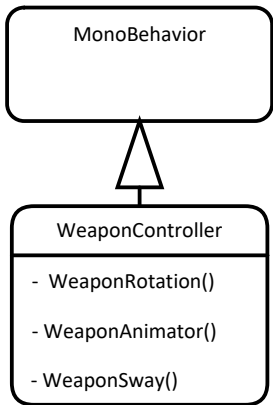 MonoBehavior
WeaponController
- WeaponRotation()
- WeaponAnimator()
- WeaponSway()